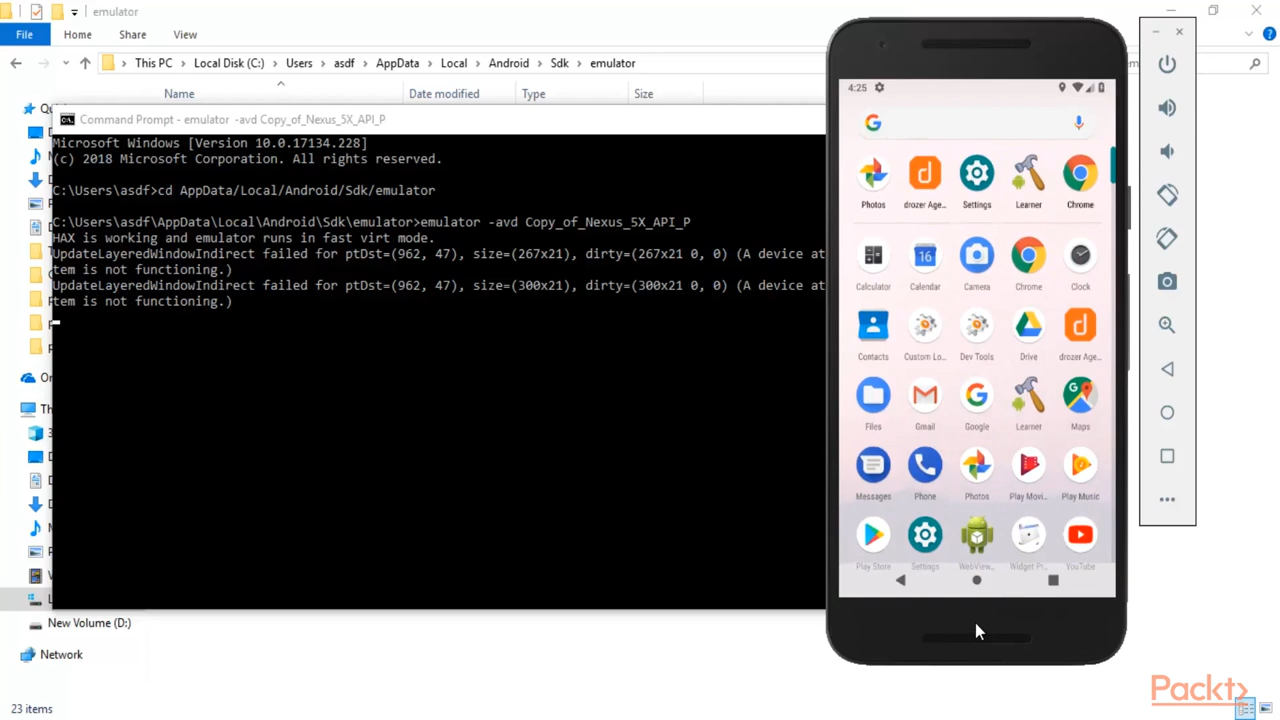 emulator
File
Home
Share
View
This PC
Local Disk (C:)
Users
asdf
AppData
Local
Android
Sdk
emulator
Name
Date modified
Type
Size
Command Prompt - emulator -avd Copy_of_Nexus_5X_API_P
Microsoft Windows [Version 10.0.17134.228]
(c) 2018 Microsoft Corporation. All rights reserved.
C:\Users\asdf>cd AppData/Local/Android/Sdk/emulator
C:\Users\asdf\AppData\Local\Android\Sdk\emulator>emulator -avd Copy_of_Nexus_5X_API_P
HAX is working and emulator runs in fast virt mode.
UpdateLayeredWindowIndirect failed for ptDst=(962, 47), size=(267x21), dirty=(267x21 0, 0) (A device at
tem is not functioning.)
UpdateLayeredWindowIndirect failed for ptDst=(962, 47), size=(300x21), dirty=(300x21 0, 0) (A device at
tem is not functioning.)
New Volume (D:)
Network
23 items
4:25
Photos
drozer Age...
Settings
Learner
Chrome
16
Calculator
Calendar
Camera
Chrome
Clock
Contacts
Custom Lo...
Dev Tools
Drive
drozer Age...
Files
Gmail
Google
Learner
Maps
Messages
Phone
Photos
Play Movi...
Play Music
Play Store
Settings
WebView...
Widget Pr...
YouTube
Packt